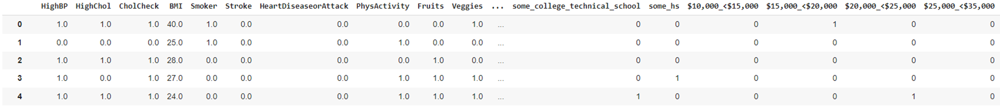 HighBP HighChol CholCheck BMI Smoker Stroke HeartDiseaseorAttack PhysActivity Fruits Veggies ... some_college_technical_school some_hs $10,000_<$15,000 $15,000_<$20,000 $20,000_<$25,000 $25,000_<$35,000
0 1.0 1.0 1.0 40.0 1.0 0.0 0.0 0.0 0.0 1.0 ... 0 0 0 1 0 0
1 0.0 0.0 0.0 25.0 1.0 0.0 0.0 1.0 0.0 0.0 ... 0 0 0 0 0 0
2 1.0 1.0 1.0 28.0 0.0 0.0 0.0 0.0 1.0 0.0 ... 0 0 0 0 0 0
3 1.0 0.0 1.0 27.0 0.0 0.0 0.0 1.0 1.0 1.0 ... 0 1 0 0 0 0
4 1.0 1.0 1.0 24.0 0.0 0.0 0.0 1.0 1.0 1.0 ... 1 0 0 0 1 0